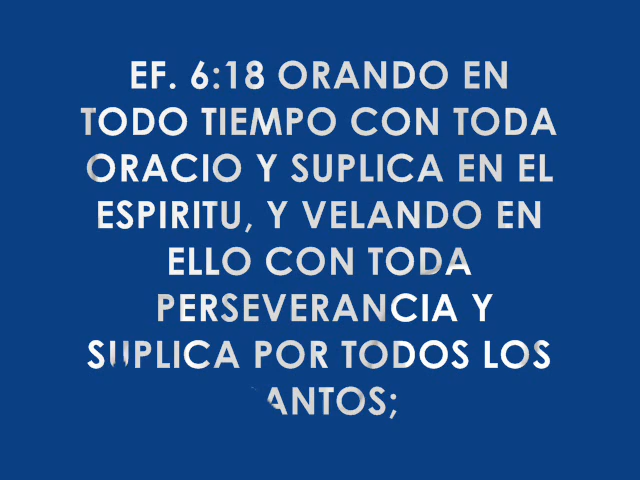 EF. 6:18 ORANDO EN
TODO TIEMPO CON TODA
ORACIO Y SUPLICA EN EL
ESPIRITU, Y VELANDO EN
ELLO CON TODA
PERSEVERANCIA Y
SUPLICA POR TODOS LOS
ANTOS;